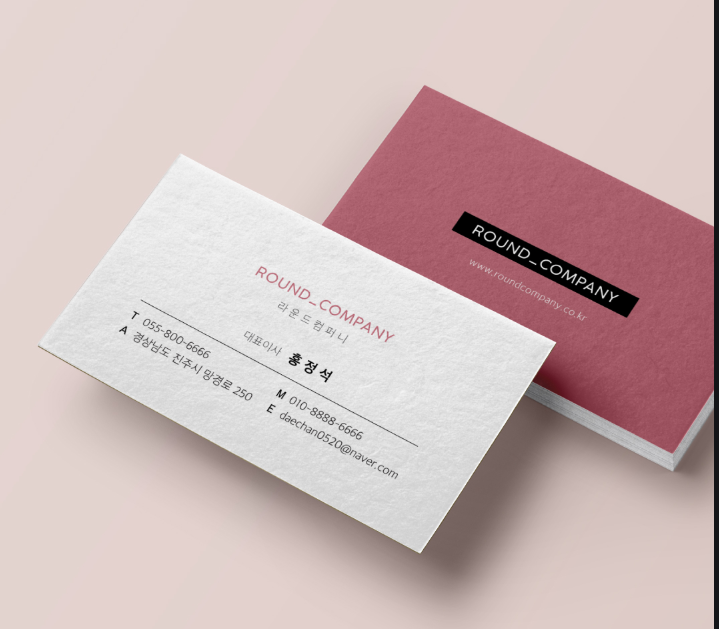 ROUND_COMPANY
라운드컴퍼니
대표이사 홍정석
T 055-800-6666
A 경상남도 진주시 망경로 250
M 010-8888-6666
E daechan0520@naver.com
ROUND_COMPANY
www.roundcompany.co.kr